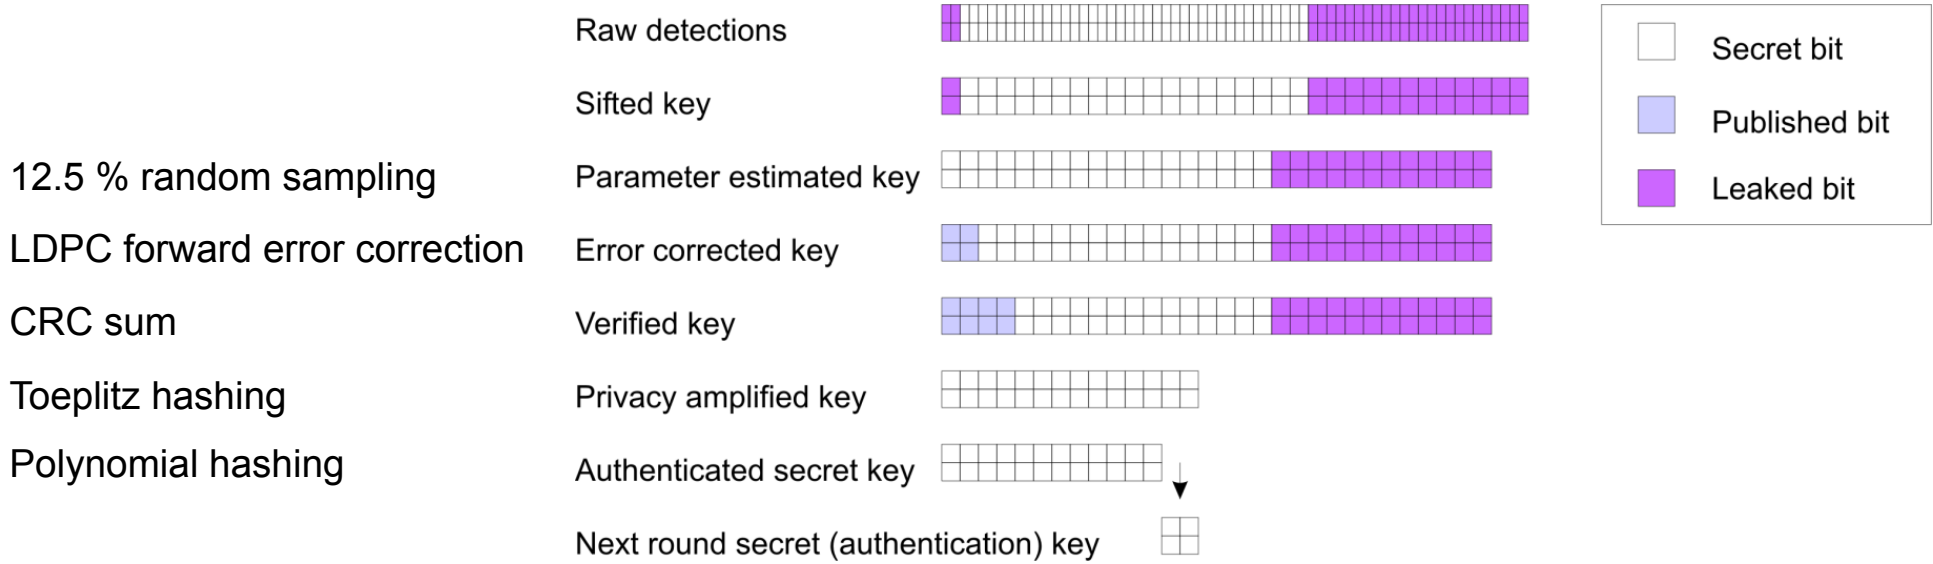 Raw detections
Sifted key
12.5 % random sampling Parameter estimated key
LDPC forward error correction Error corrected key
CRC sum Verified key
Toeplitz hashing Privacy amplified key
Polynomial hashing Authenticated secret key
Next round secret (authentication) key
Secret bit
Published bit
Leaked bit